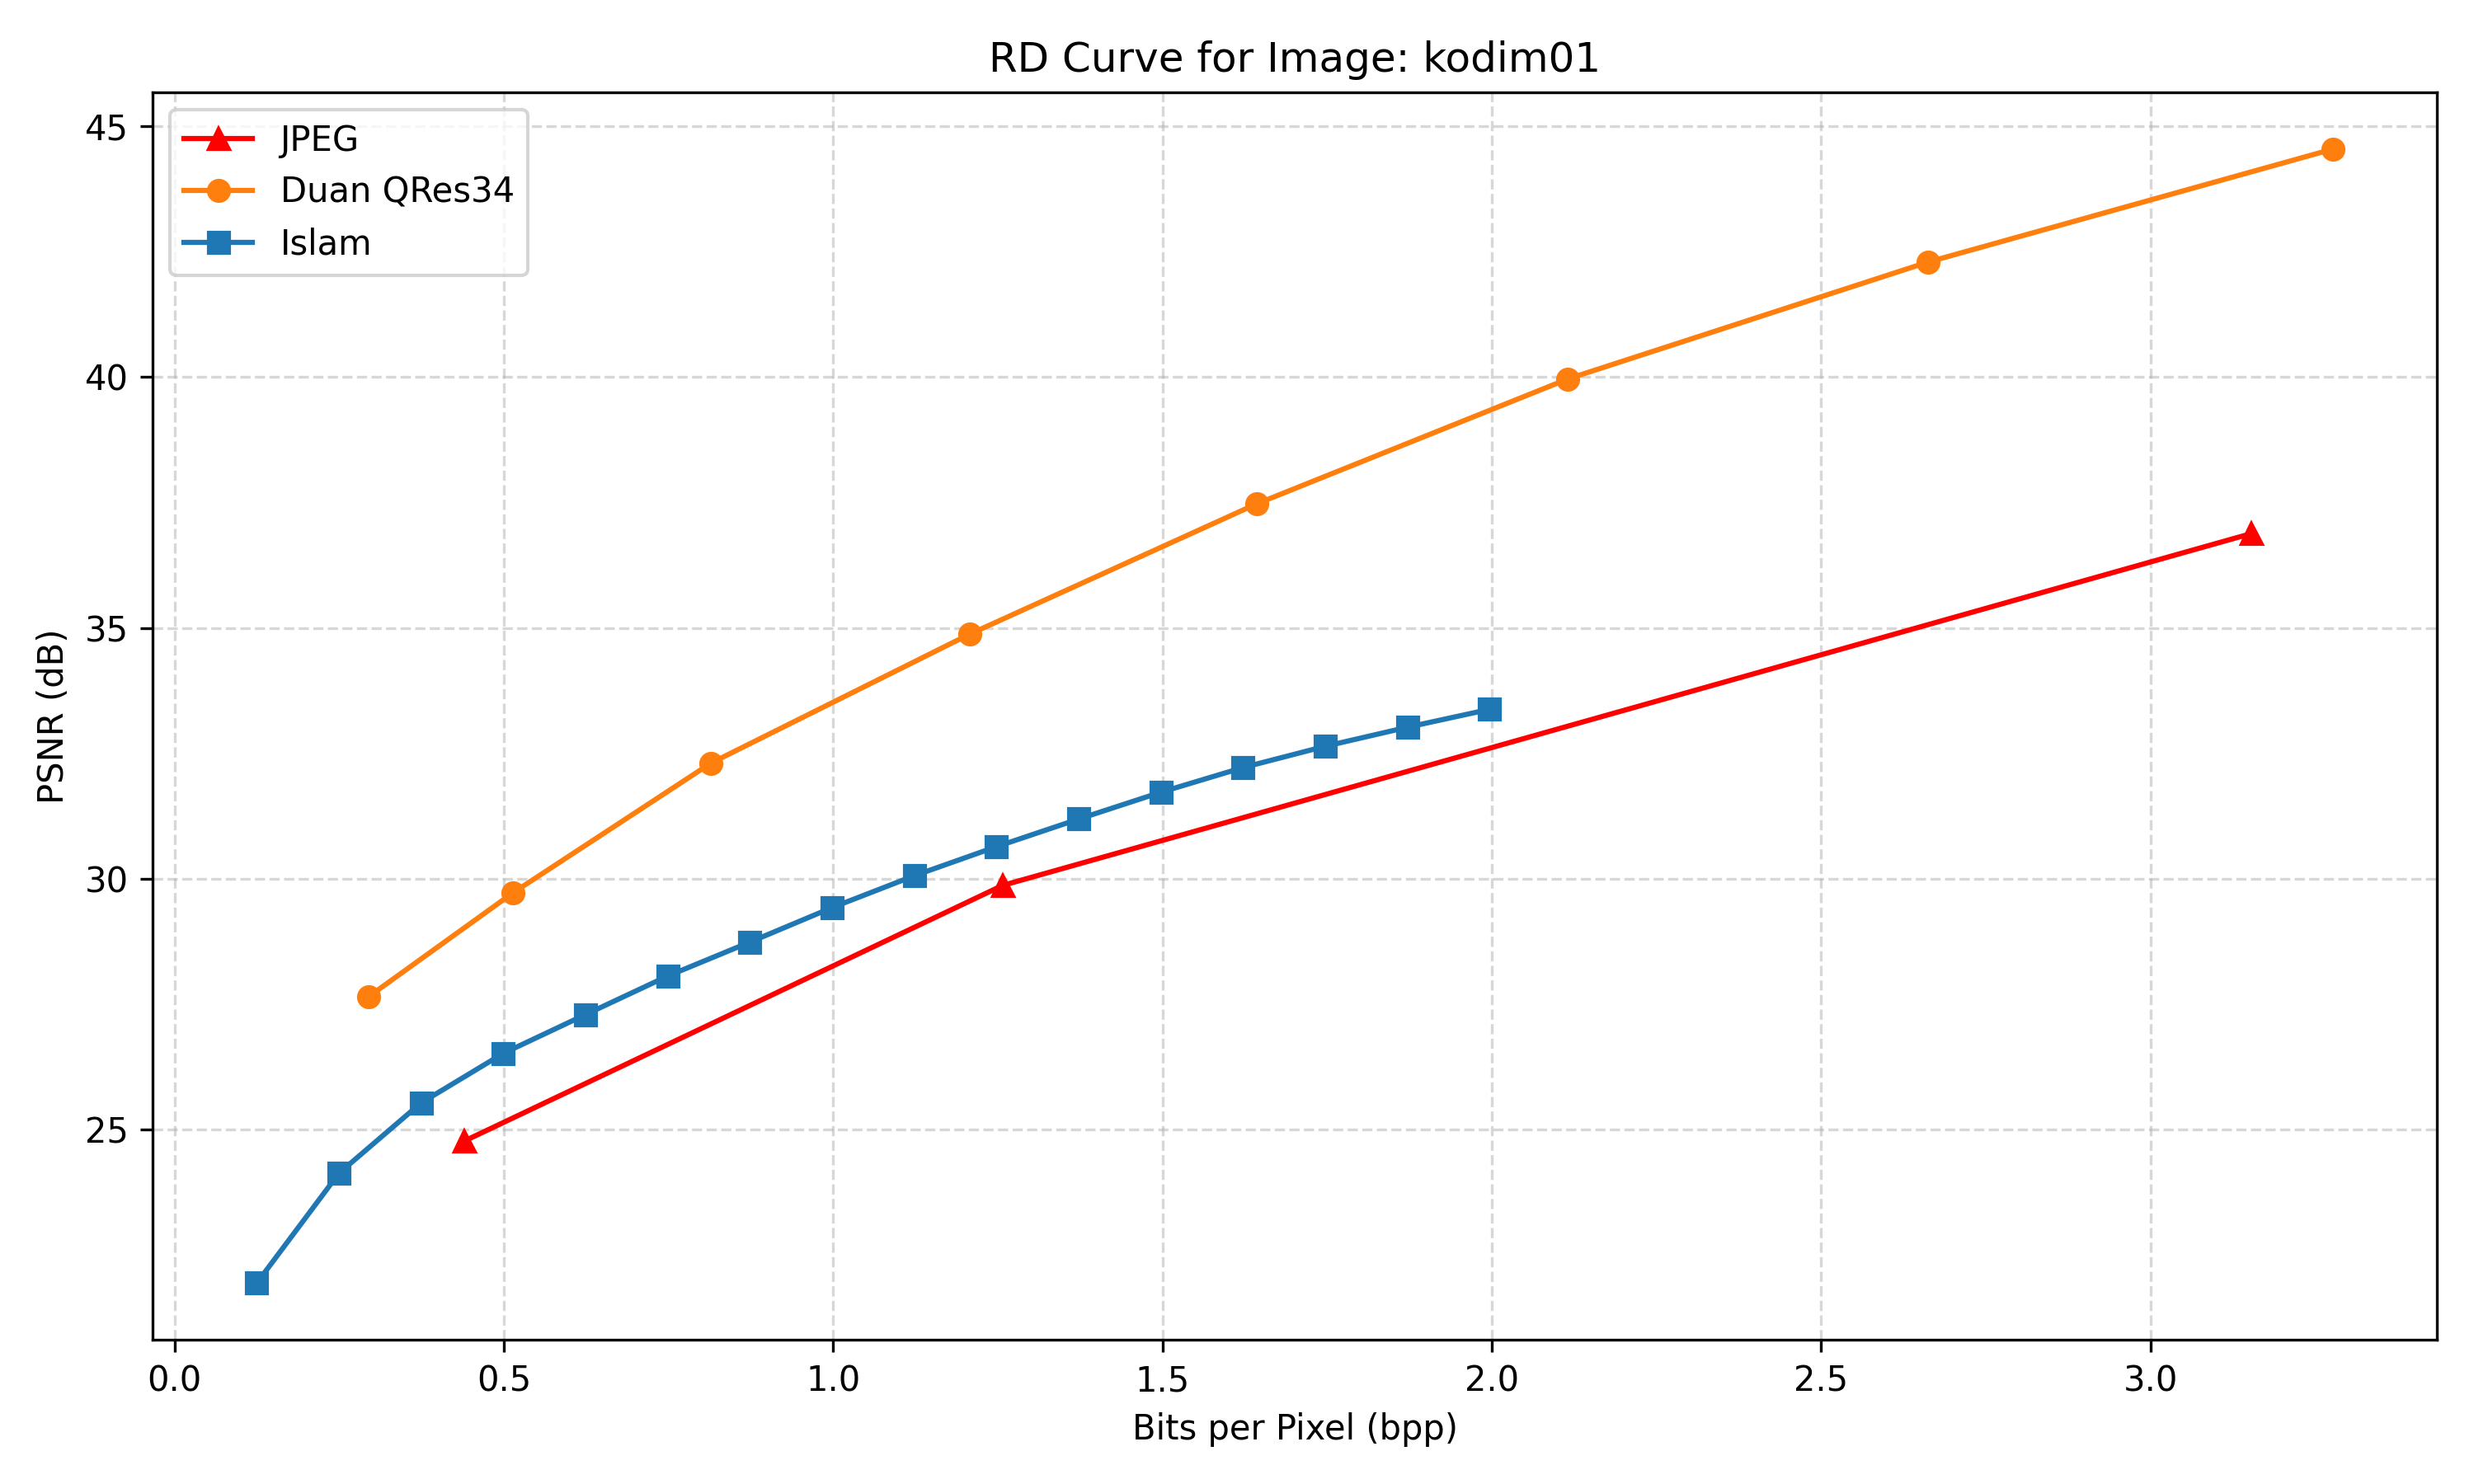 RD Curve for Image: kodim01
JPEG
Duan QRes34
Islam
PSNR (dB)
45
40
35
30
25
0.0 0.5 1.0 1.5 2.0 2.5 3.0
Bits per Pixel (bpp)